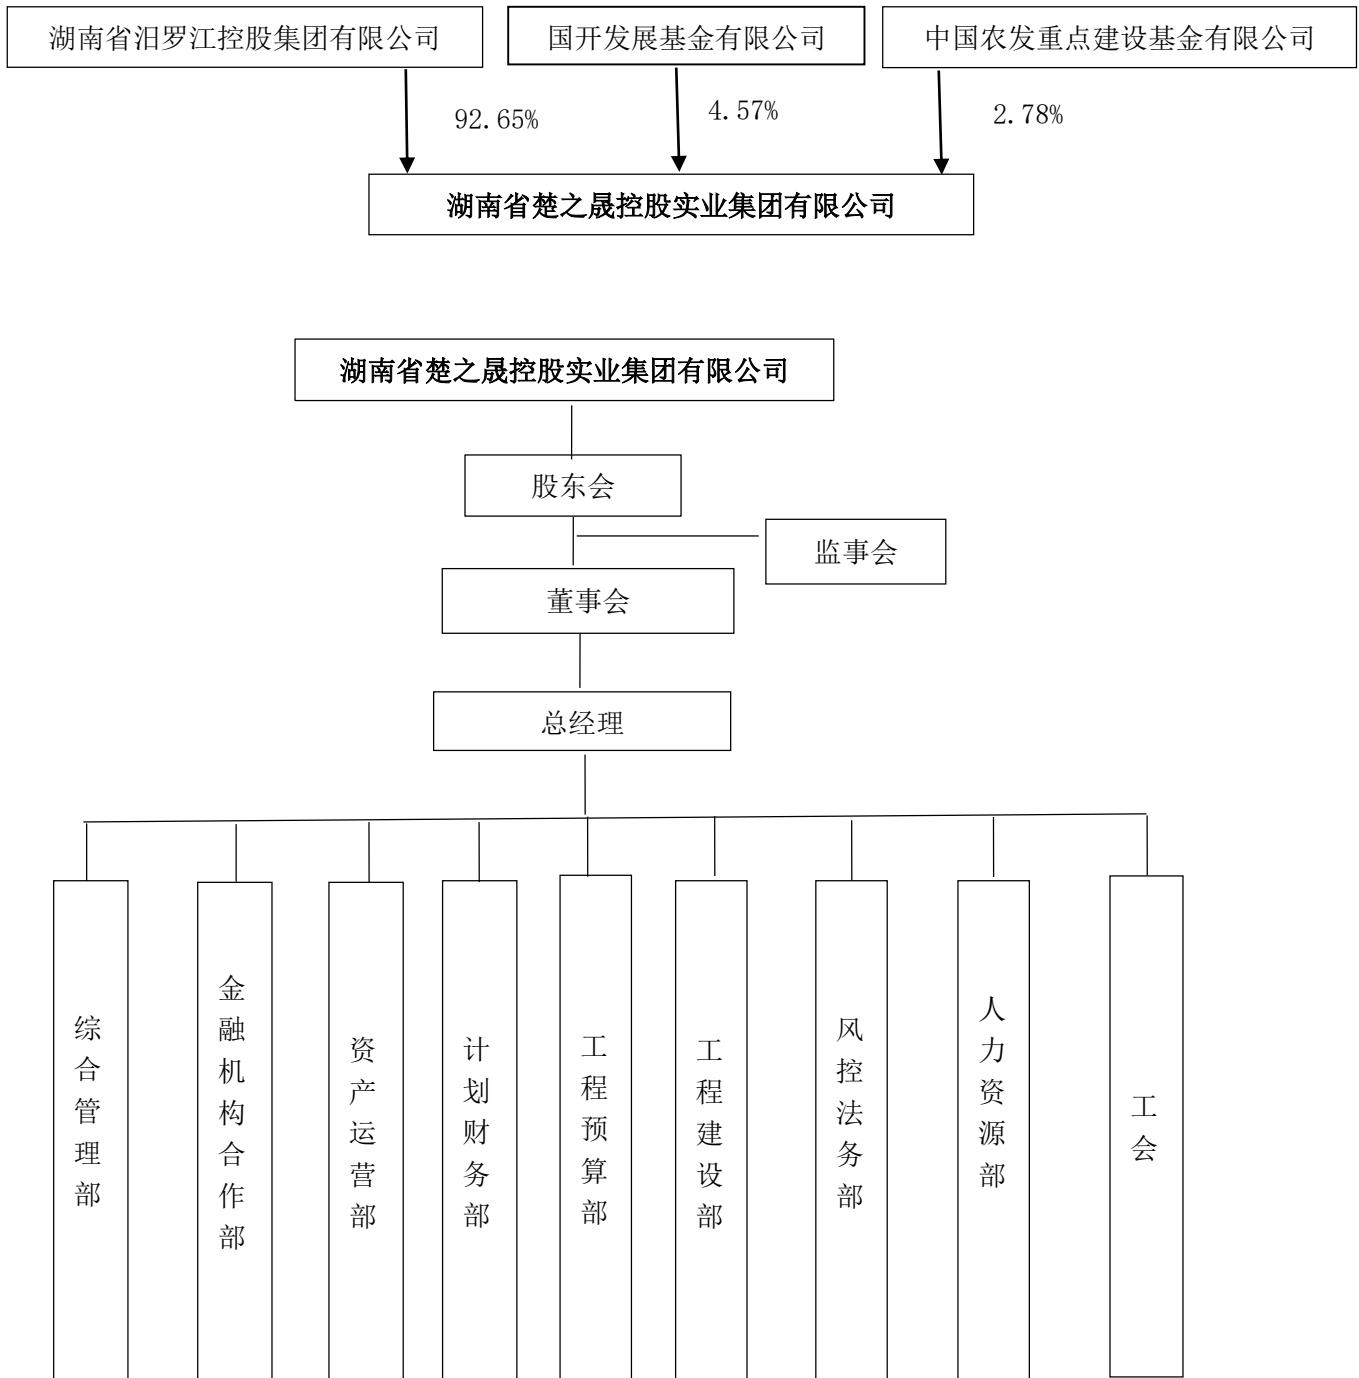 湖南省汨罗江控股集团有限公司
国开发展基金有限公司
中国农发重点建设基金有限公司
92.65%
4.57%
2.78%
湖南省楚之晟控股实业集团有限公司
湖南省楚之晟控股实业集团有限公司
股东会
监事会
董事会
总经理
综合管理部
金融机构合作部
资产运营部
计划财务部
工程预算部
工程建设部
风控法务部
人力资源部
工会